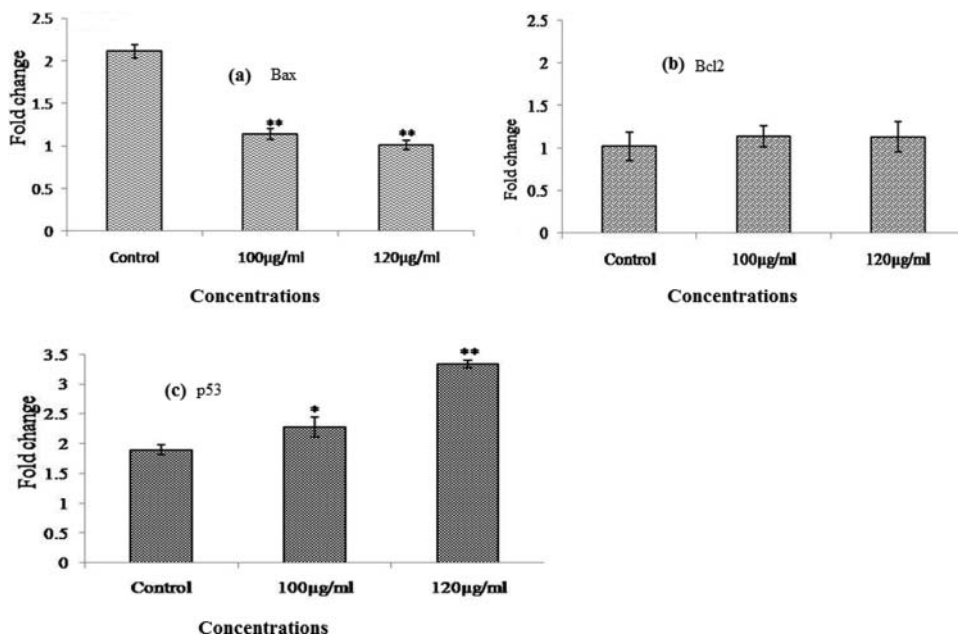 2.5
2
1.5
1
0.5
0
Fold change
(a) Bax
**
**
Control 100µg/ml 120µg/ml
Concentrations
2.5
2
1.5
1
0.5
0
Fold change
(b) Bcl2
Control 100µg/ml 120µg/ml
Concentrations
3.5
3
2.5
2
1.5
1
0.5
0
Fold change
(c) p53
*
**
Control 100µg/ml 120µg/ml
Concentrations